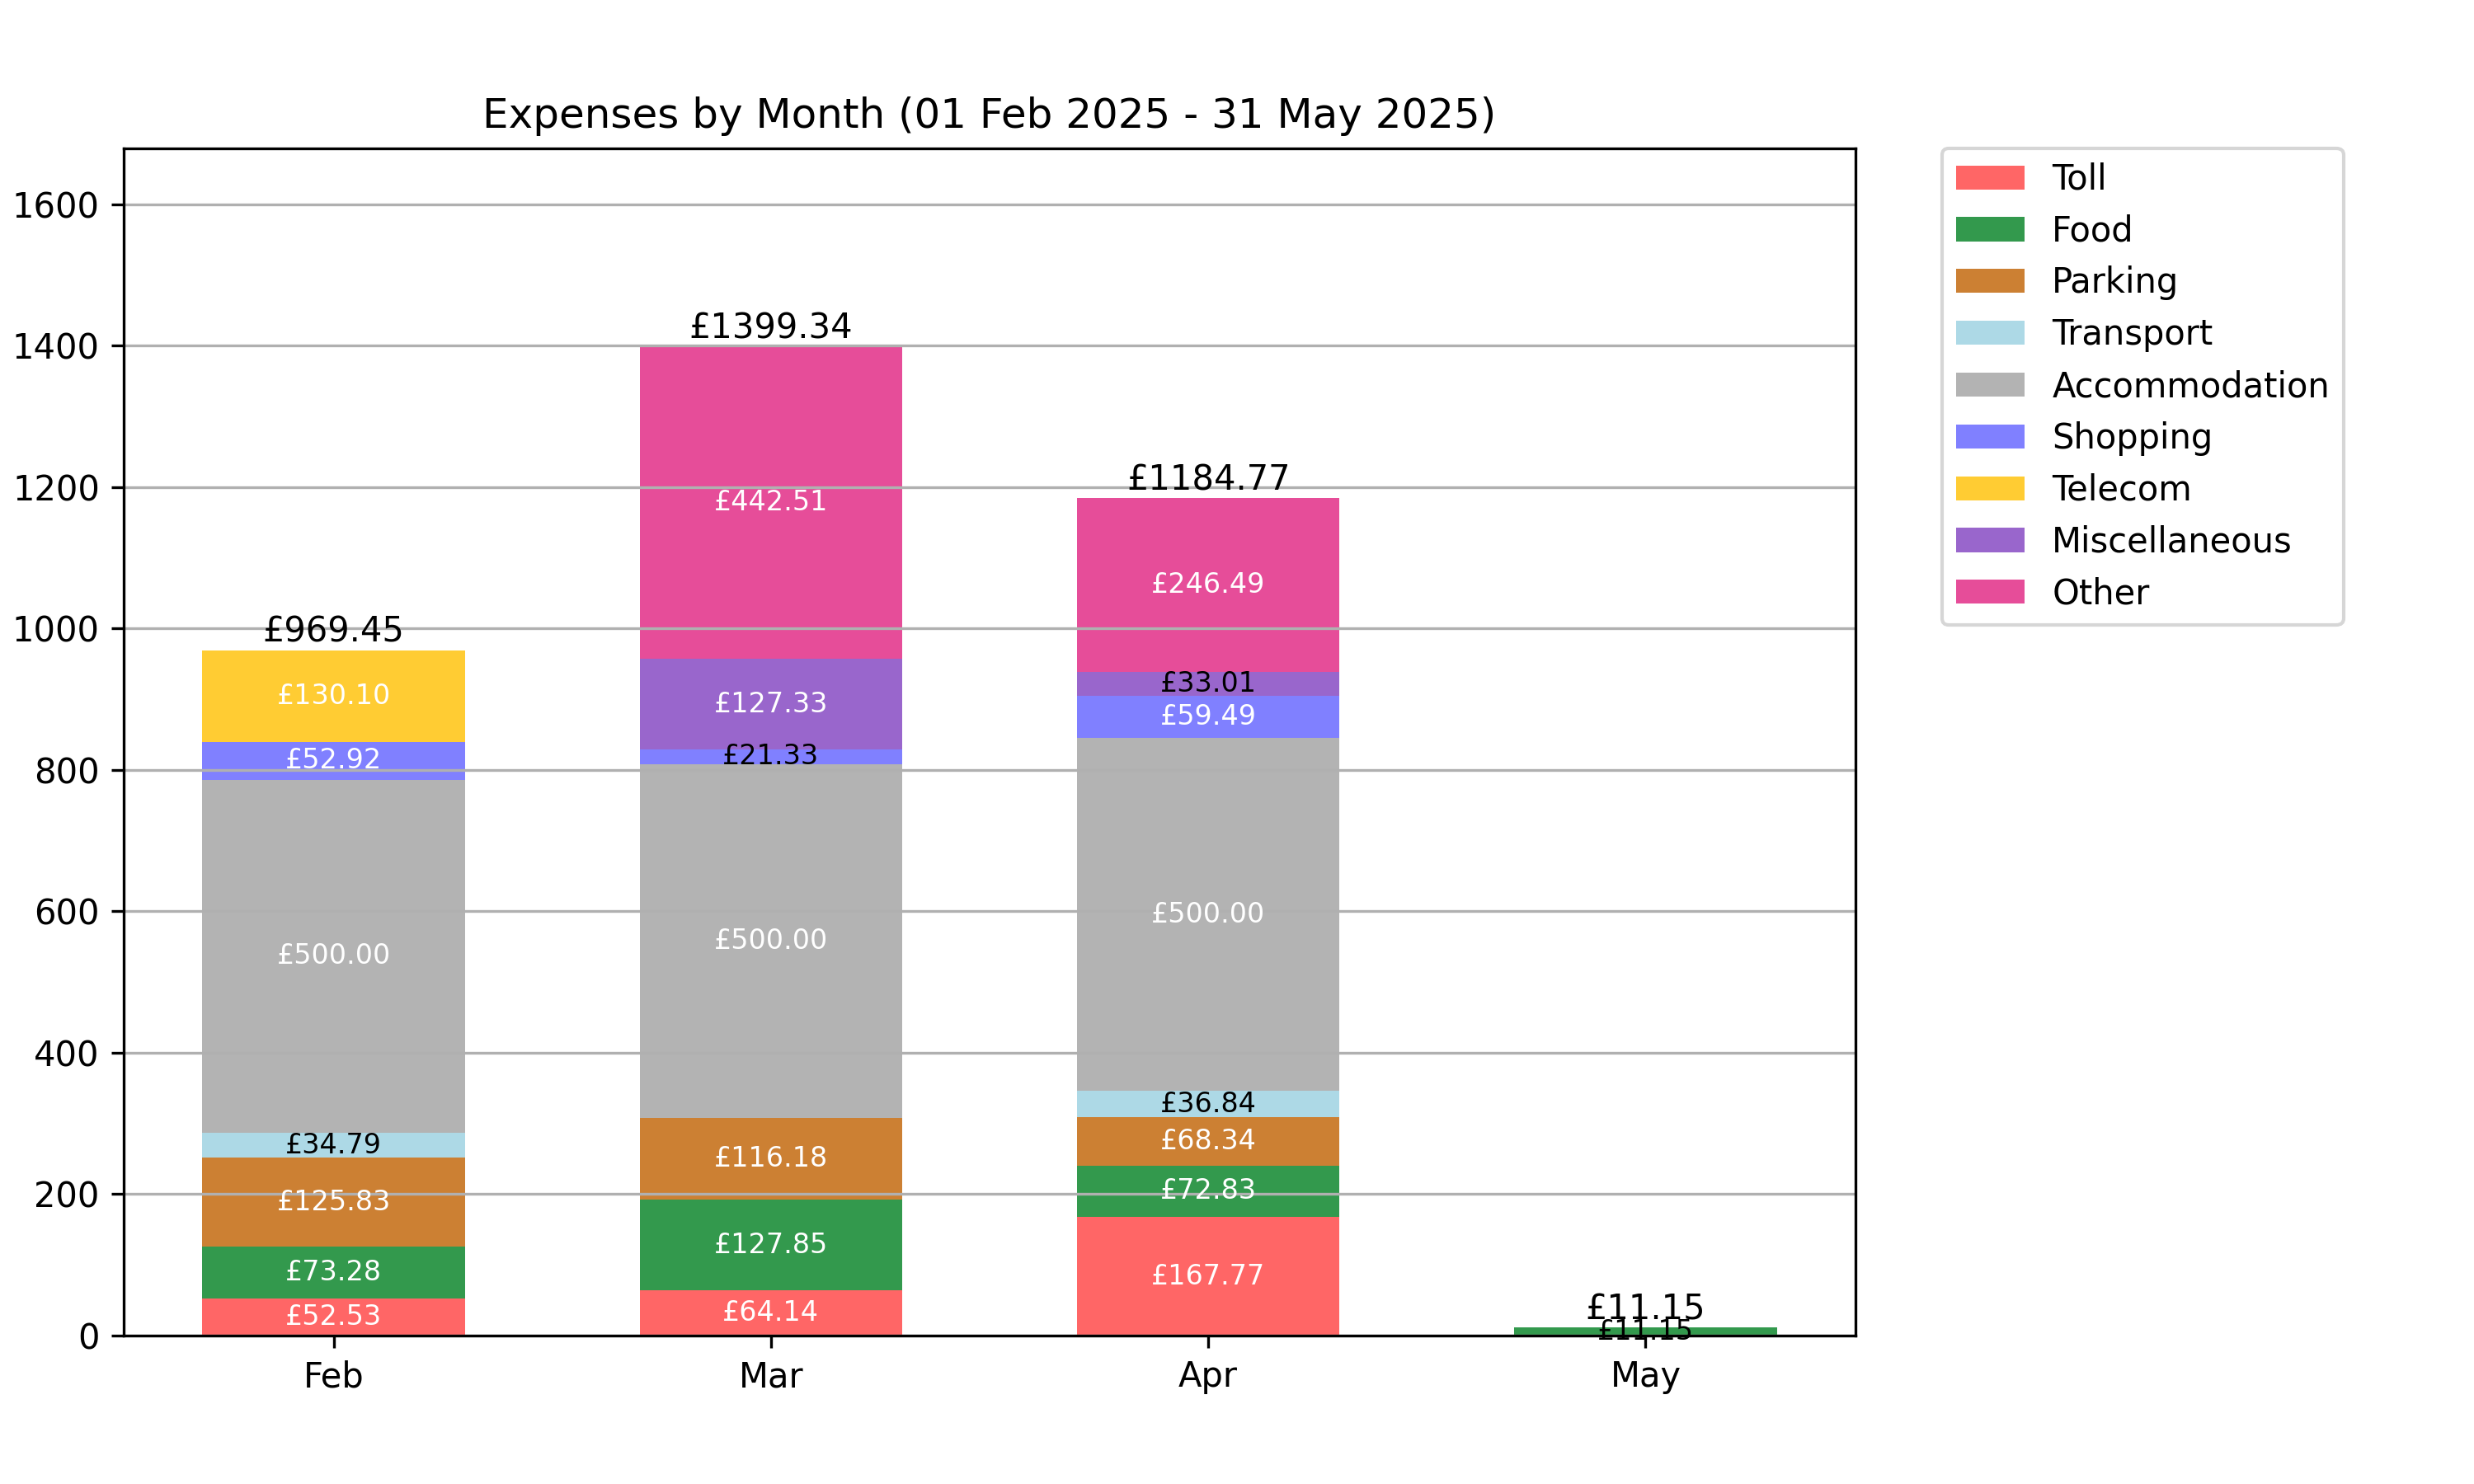 Expenses by Month (01 Feb 2025 - 31 May 2025)
1600
1400
1200
1000
800
600
400
200
0
£969.45
£130.10
£52.92
£500.00
£34.79
£125.83
£73.28
£52.53
£1399.34
£442.51
£127.33
£21.33
£500.00
£116.18
£127.85
£64.14
£1184.77
£246.49
£33.01
£59.49
£500.00
£36.84
£68.34
£72.83
£167.77
£11.15
£11.15
Feb
Mar
Apr
May
Toll
Food
Parking
Transport
Accommodation
Shopping
Telecom
Miscellaneous
Other